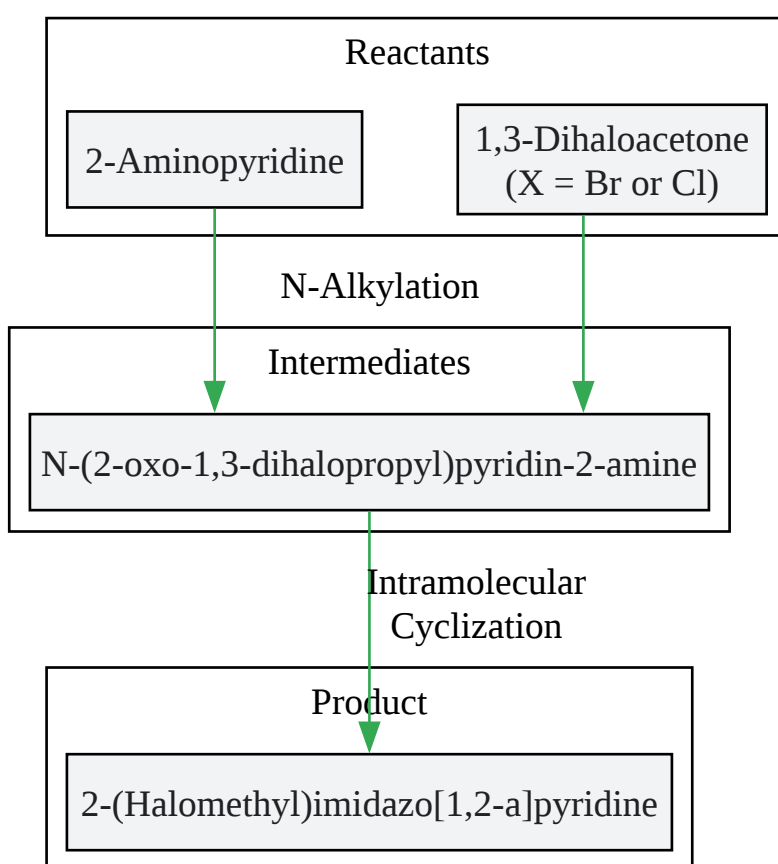 Reactants
2-Aminopyridine
1,3-Dihaloacetone
(X = Br or Cl)
N-Alkylation
Intermediates
N-(2-oxo-1,3-dihalopropyl)pyridin-2-amine
Intramolecular
Cyclization
Product
2-(Halomethyl)imidazo[1,2-a]pyridine